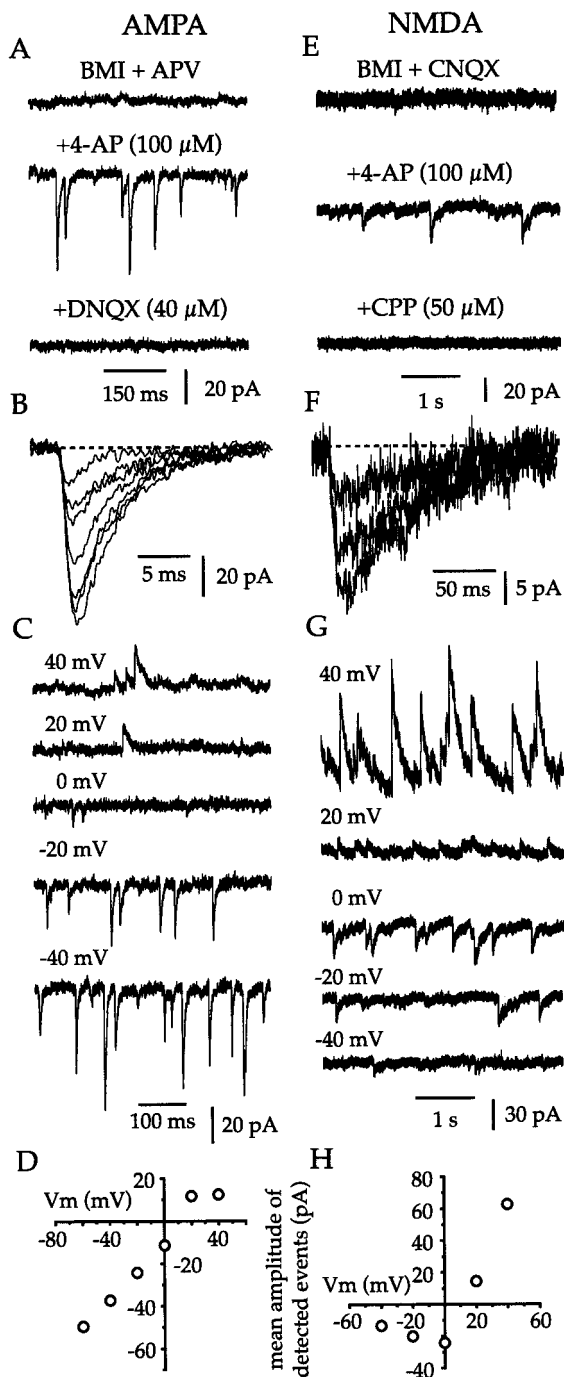 AMPA
NMDA
A
BMI + APV
+4-AP (100 µM)
+DNQX (40 µM)
150 ms
20 pA
B
5 ms
20 pA
C
40 mV
20 mV
0 mV
-20 mV
-40 mV
100 ms
20 pA
D
Vm (mV)
20
-80
-40
40
-20
-40
-60
E
BMI + CNQX
+4-AP (100 µM)
+CPP (50 µM)
1 s
20 pA
F
50 ms
5 pA
G
40 mV
20 mV
0 mV
-20 mV
-40 mV
1 s
30 pA
H
mean amplitude of
detected events (pA)
Vm (mV)
80
60
40
20
-60
-20
20
60
-40